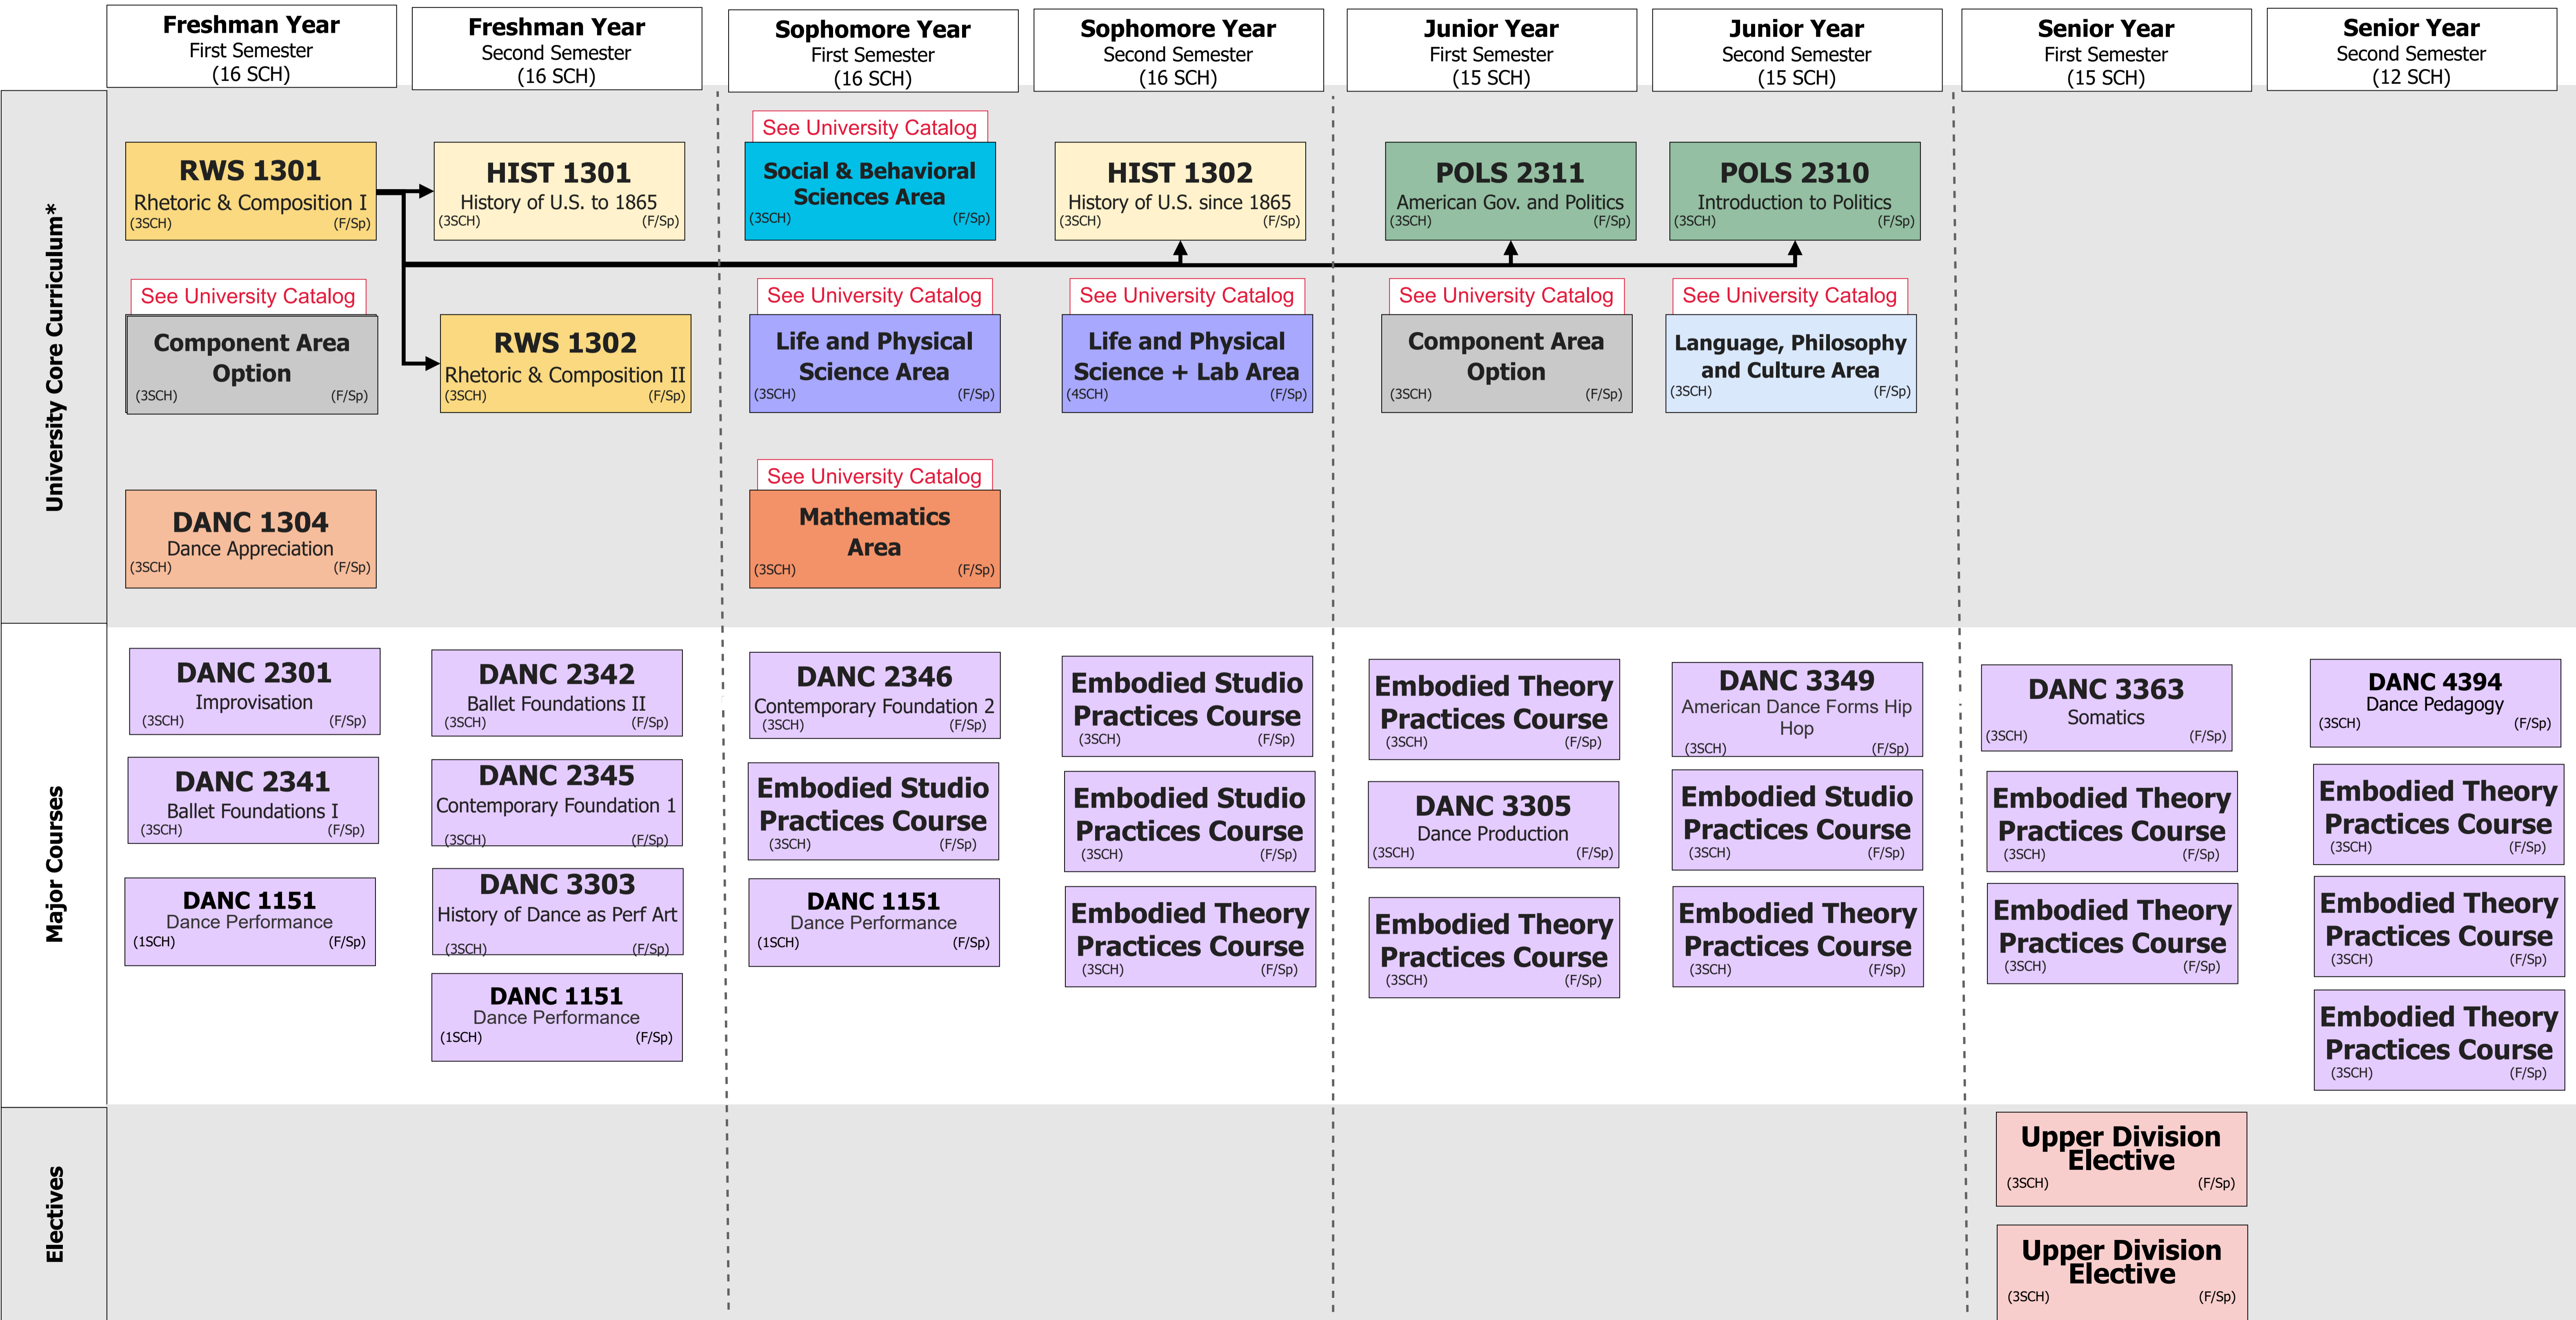 Freshman Year
First Semester
(16 SCH)
Freshman Year
Second Semester
(16 SCH)
Sophomore Year
First Semester
(16 SCH)
Sophomore Year
Second Semester
(16 SCH)
Junior Year
First Semester
(15 SCH)
Junior Year
Second Semester
(15 SCH)
Senior Year
First Semester
(15 SCH)
Senior Year
Second Semester
(12 SCH)
University Core Curriculum*
RWS 1301
Rhetoric & Composition I
(3SCH) (F/Sp)
HIST 1301
History of U.S. to 1865
(3SCH) (F/Sp)
See University Catalog
Social & Behavioral
Sciences Area
(3SCH) (F/Sp)
HIST 1302
History of U.S. since 1865
(3SCH) (F/Sp)
POLS 2311
American Gov. and Politics
(3SCH) (F/Sp)
POLS 2310
Introduction to Politics
(3SCH) (F/Sp)
See University Catalog
Component Area
Option
(3SCH) (F/Sp)
RWS 1302
Rhetoric & Composition II
(3SCH) (F/Sp)
See University Catalog
Life and Physical
Science Area
(3SCH) (F/Sp)
See University Catalog
Life and Physical
Science + Lab Area
(4SCH) (F/Sp)
See University Catalog
Component Area
Option
(3SCH) (F/Sp)
See University Catalog
Language, Philosophy
and Culture Area
(3SCH) (F/Sp)
DANC 1304
Dance Appreciation
(3SCH) (F/Sp)
See University Catalog
Mathematics
Area
(3SCH) (F/Sp)
Major Courses
DANC 2301
Improvisation
(3SCH) (F/Sp)
DANC 2342
Ballet Foundations II
(3SCH) (F/Sp)
DANC 2346
Contemporary Foundation 2
(3SCH) (F/Sp)
Embodied Studio
Practices Course
(3SCH) (F/Sp)
Embodied Theory
Practices Course
(3SCH) (F/Sp)
DANC 3349
American Dance Forms Hip
Hop
(3SCH) (F/Sp)
DANC 3363
Somatics
(3SCH) (F/Sp)
DANC 4394
Dance Pedagogy
(3SCH) (F/Sp)
DANC 2341
Ballet Foundations I
(3SCH) (F/Sp)
DANC 2345
Contemporary Foundation 1
(3SCH) (F/Sp)
Embodied Studio
Practices Course
(3SCH) (F/Sp)
Embodied Studio
Practices Course
(3SCH) (F/Sp)
DANC 3305
Dance Production
(3SCH) (F/Sp)
Embodied Studio
Practices Course
(3SCH) (F/Sp)
Embodied Theory
Practices Course
(3SCH) (F/Sp)
Embodied Theory
Practices Course
(3SCH) (F/Sp)
DANC 1151
Dance Performance
(1SCH) (F/Sp)
DANC 3303
History of Dance as Perf Art
(3SCH) (F/Sp)
DANC 1151
Dance Performance
(1SCH) (F/Sp)
Embodied Theory
Practices Course
(3SCH) (F/Sp)
Embodied Theory
Practices Course
(3SCH) (F/Sp)
Embodied Theory
Practices Course
(3SCH) (F/Sp)
Embodied Theory
Practices Course
(3SCH) (F/Sp)
Embodied Theory
Practices Course
(3SCH) (F/Sp)
DANC 1151
Dance Performance
(1SCH) (F/Sp)
Embodied Theory
Practices Course
(3SCH) (F/Sp)
Electives
Upper Division
Elective
(3SCH) (F/Sp)
Upper Division
Elective
(3SCH) (F/Sp)